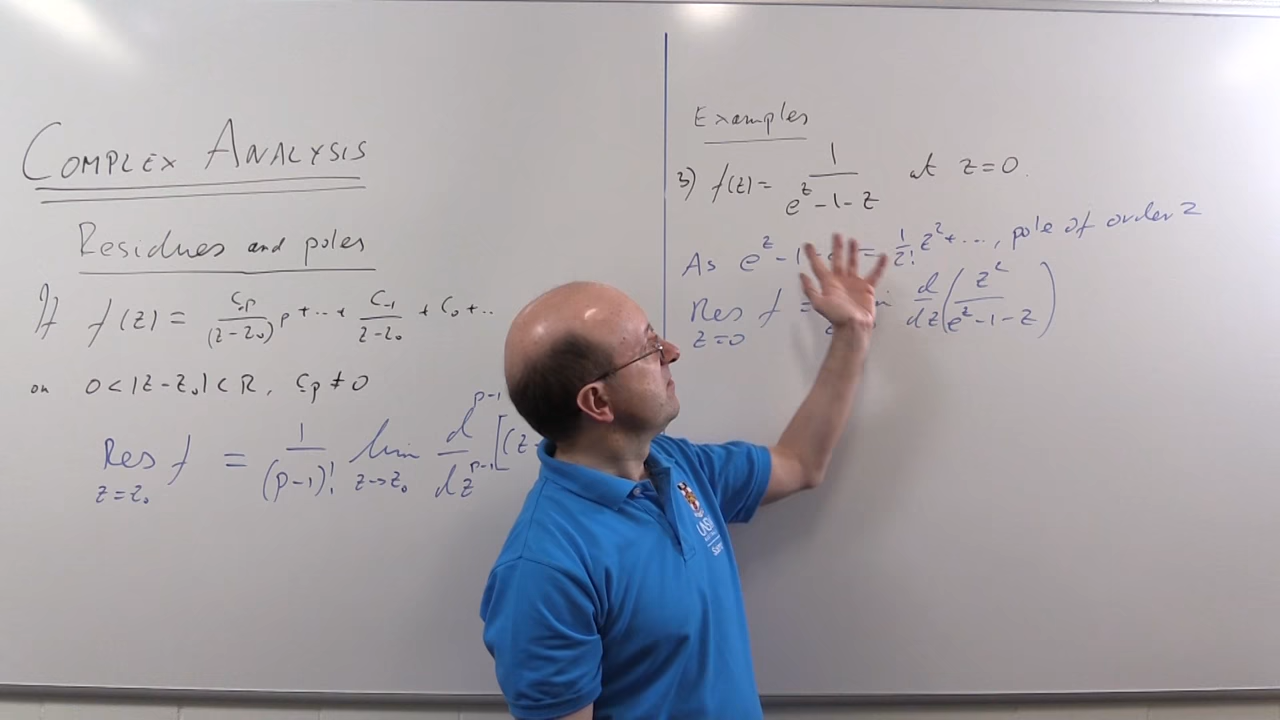 COMPLEX ANALYSIS
Residues and poles
If f(z) = C-p/(z-z₀)^p + ... + C-1/z-z₀ + C₀ + ..
on 0 < |z-z₀| < R, C-p ≠ 0
Res f = 1/(p-1)! lim d^p-1/dz^p-1 [(z-
z=z₀ z→z₀
Examples
3) f(z) = 1/e^z-1-z at z=0.
As e^z - 1 - = 1/2! z² + ..., pole of order 2
Res f = d/dz (z²/e^z-1-z)
z=0
UNS